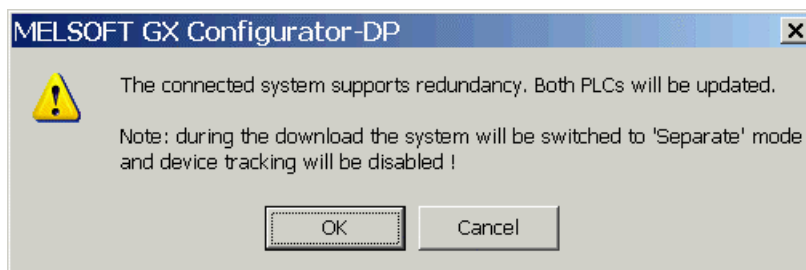 MELSOFT GX Configurator-DP
The connected system supports redundancy. Both PLCs will be updated.
Note: during the download the system will be switched to 'Separate' mode
and device tracking will be disabled !
OK
Cancel